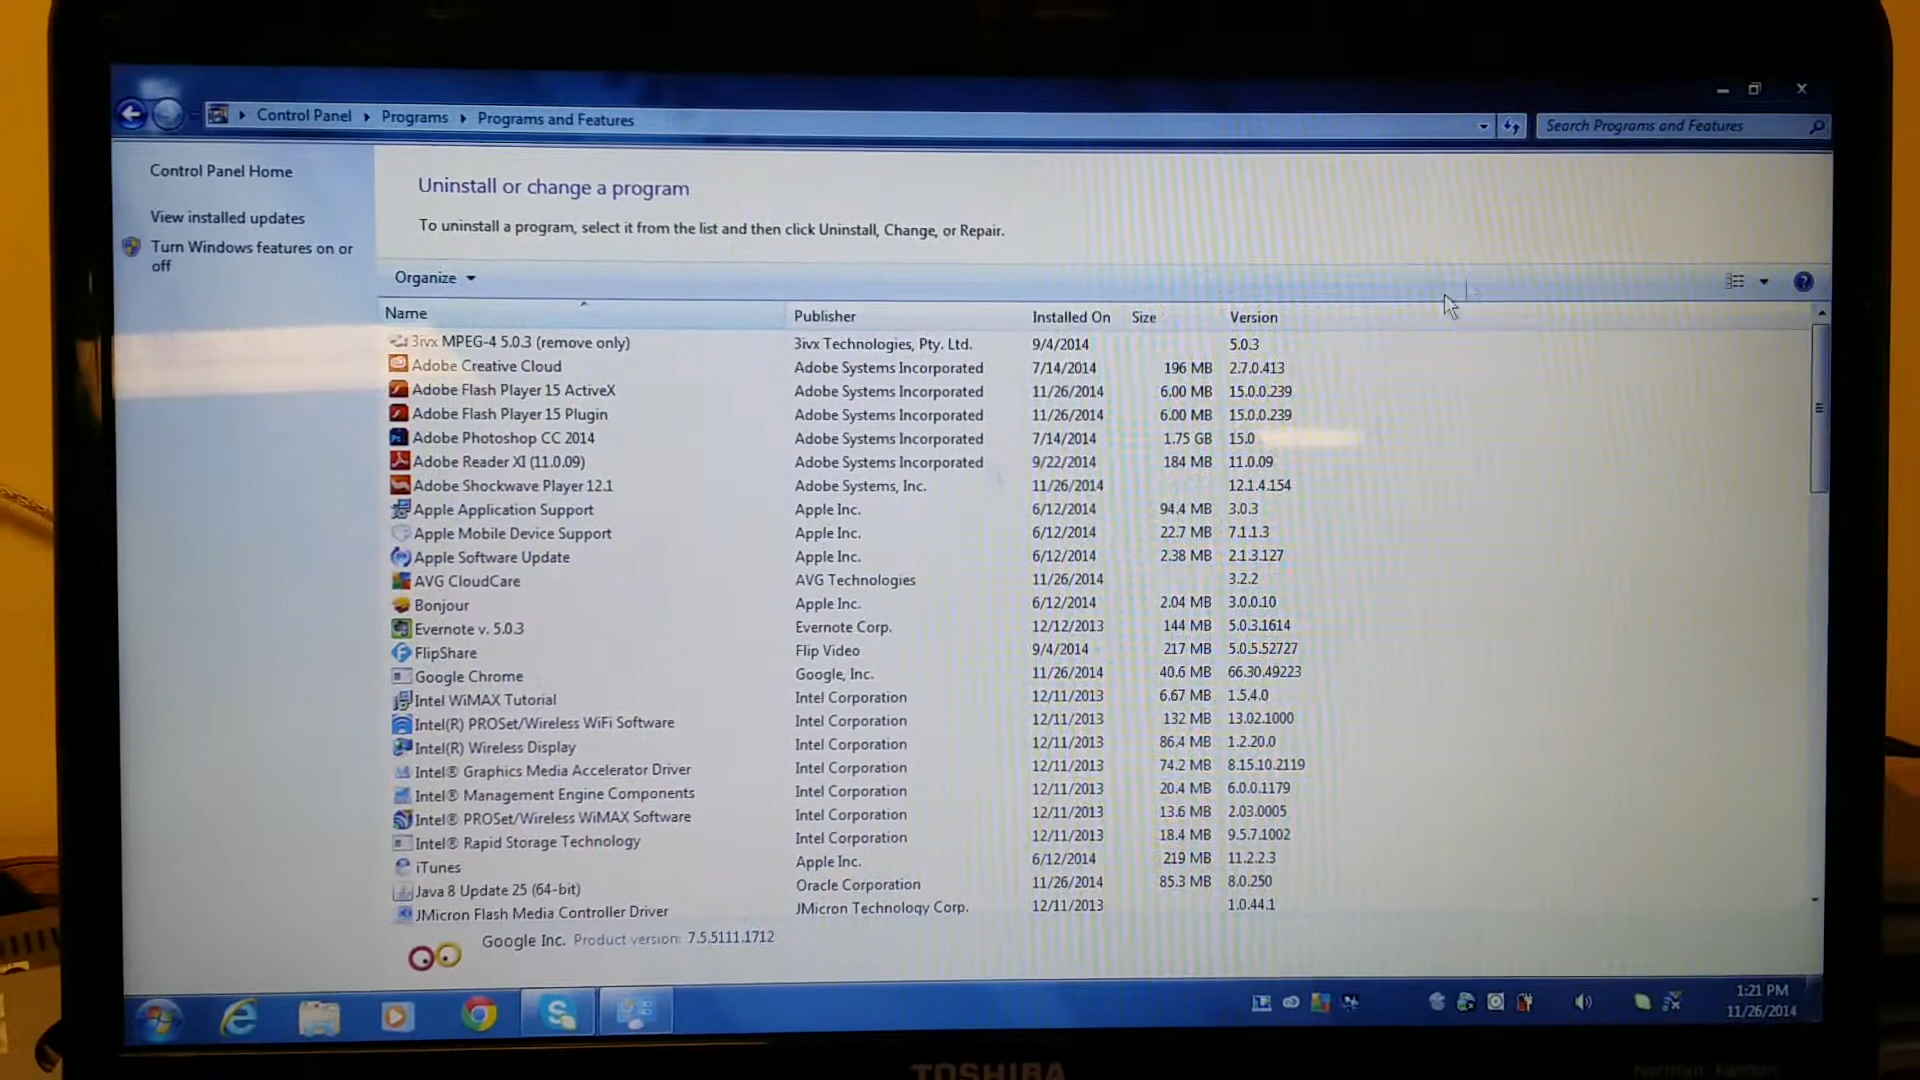 Control Panel Programs Programs and Features
Search Programs and Features
Control Panel Home
View installed updates
Turn Windows features on or
off
Uninstall or change a program
To uninstall a program, select it from the list and then click Uninstall, Change, or Repair.
Organize
Name Publisher Installed On Size Version
3ivx MPEG-4 5.0.3 (remove only) 3ivx Technologies, Pty. Ltd. 9/4/2014 5.0.3
Adobe Creative Cloud Adobe Systems Incorporated 7/14/2014 196 MB 2.7.0.413
Adobe Flash Player 15 ActiveX Adobe Systems Incorporated 11/26/2014 6.00 MB 15.0.0.239
Adobe Flash Player 15 Plugin Adobe Systems Incorporated 11/26/2014 6.00 MB 15.0.0.239
Adobe Photoshop CC 2014 Adobe Systems Incorporated 7/14/2014 1.75 GB 15.0
Adobe Reader XI (11.0.09) Adobe Systems Incorporated 9/22/2014 184 MB 11.0.09
Adobe Shockwave Player 12.1 Adobe Systems, Inc. 11/26/2014 12.1.4.154
Apple Application Support Apple Inc. 6/12/2014 94.4 MB 3.0.3
Apple Mobile Device Support Apple Inc. 6/12/2014 22.7 MB 7.1.1.3
Apple Software Update Apple Inc. 6/12/2014 2.38 MB 2.1.3.127
AVG CloudCare AVG Technologies 11/26/2014 3.2.2
Bonjour Apple Inc. 6/12/2014 2.04 MB 3.0.0.10
Evernote v. 5.0.3 Evernote Corp. 12/12/2013 144 MB 5.0.3.1614
FlipShare Flip Video 9/4/2014 217 MB 5.0.5.52727
Google Chrome Google, Inc. 11/26/2014 40.6 MB 66.30.49223
Intel WiMAX Tutorial Intel Corporation 12/11/2013 6.67 MB 1.5.4.0
Intel(R) PROSet/Wireless WiFi Software Intel Corporation 12/11/2013 132 MB 13.02.1000
Intel(R) Wireless Display Intel Corporation 12/11/2013 86.4 MB 1.2.20.0
Intel® Graphics Media Accelerator Driver Intel Corporation 12/11/2013 74.2 MB 8.15.10.2119
Intel® Management Engine Components Intel Corporation 12/11/2013 20.4 MB 6.0.0.1179
Intel® PROSet/Wireless WiMAX Software Intel Corporation 12/11/2013 13.6 MB 2.03.0005
Intel® Rapid Storage Technology Intel Corporation 12/11/2013 18.4 MB 9.5.7.1002
iTunes Apple Inc. 6/12/2014 219 MB 11.2.2.3
Java 8 Update 25 (64-bit) Oracle Corporation 11/26/2014 85.3 MB 8.0.250
JMicron Flash Media Controller Driver JMicron Technology Corp. 12/11/2013 1.0.44.1
Google Inc. Product version: 7.5.5111.1712
1:21 PM
11/26/2014
TOSHIBA